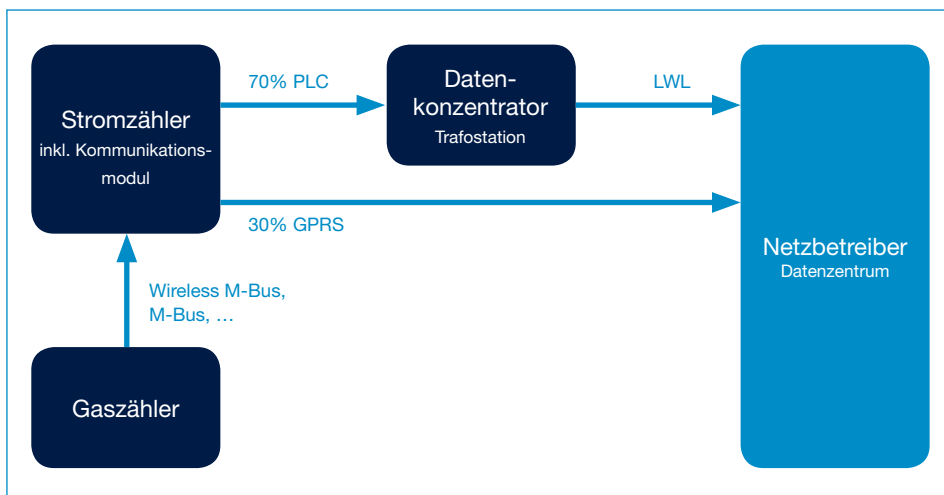 Stromzähler
inkl. Kommunikations-
modul
70% PLC
Daten-
konzentrator
Trafostation
LWL
30% GPRS
Netzbetreiber
Datenzentrum
Wireless M-Bus,
M-Bus, …
Gaszähler